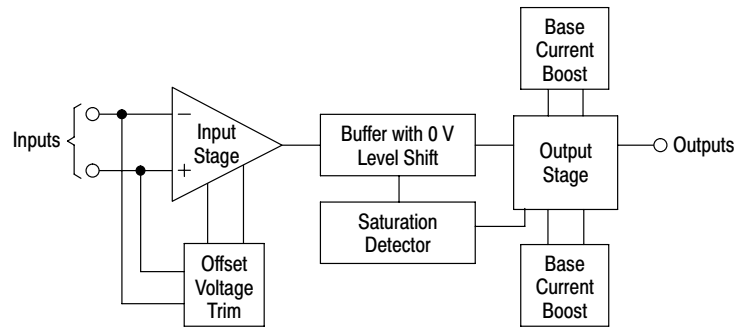 Base
Current
Boost
Inputs
−
+
Input
Stage
Buffer with 0 V
Level Shift
Output
Stage
Outputs
Saturation
Detector
Offset
Voltage
Trim
Base
Current
Boost